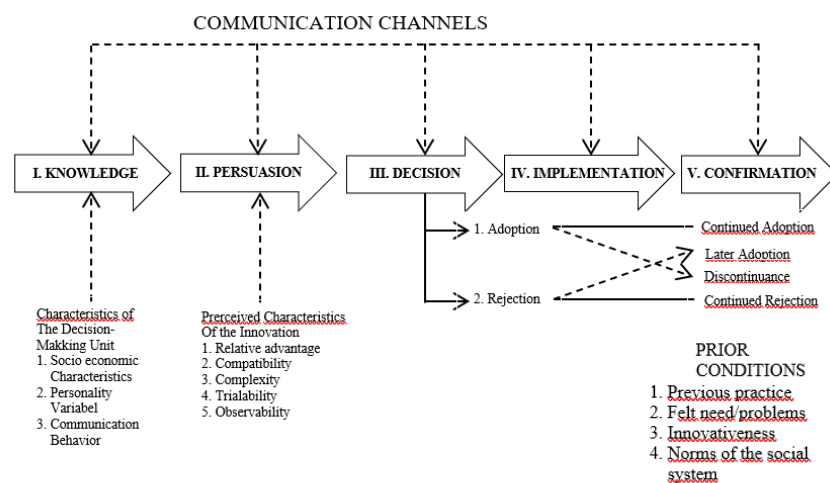 COMMUNICATION CHANNELS
I. KNOWLEDGE
II. PERSUASION
III. DECISION
IV. IMPLEMENTATION
V. CONFIRMATION
1. Adoption
2. Rejection
Continued Adoption
Later Adoption
Discontinuance
Continued Rejection
Characteristics of
The Decision-
Makking Unit
1. Socio economic
Characteristics
2. Personality
Variabel
3. Communication
Behavior
Prerceived Characteristics
Of the Innovation
1. Relative advantage
2. Compatibility
3. Complexity
4. Trialability
5. Observability
PRIOR
CONDITIONS
1. Previous practice
2. Felt need/problems
3. Innovativeness
4. Norms of the social
system